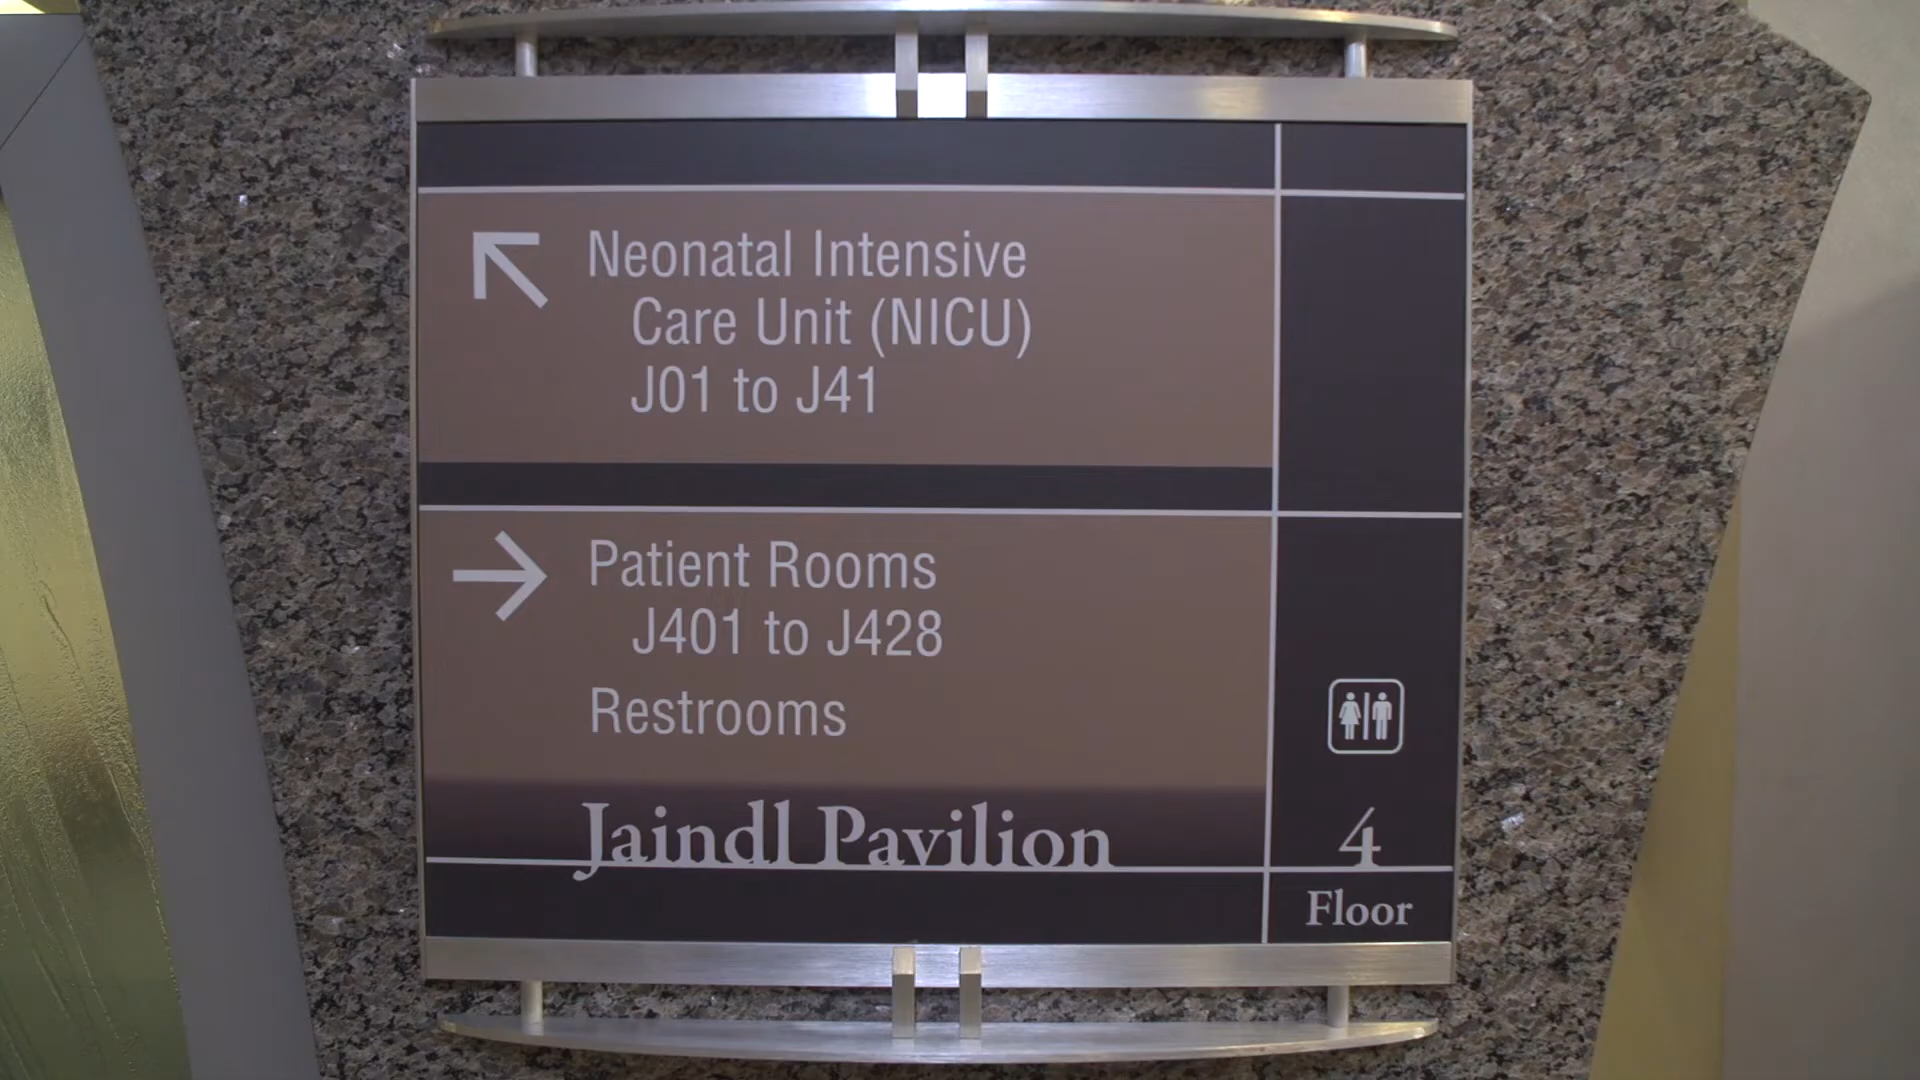 Neonatal Intensive
Care Unit (NICU)
J01 to J41
Patient Rooms
J401 to J428
Restrooms
Jaindl Pavilion
4
Floor